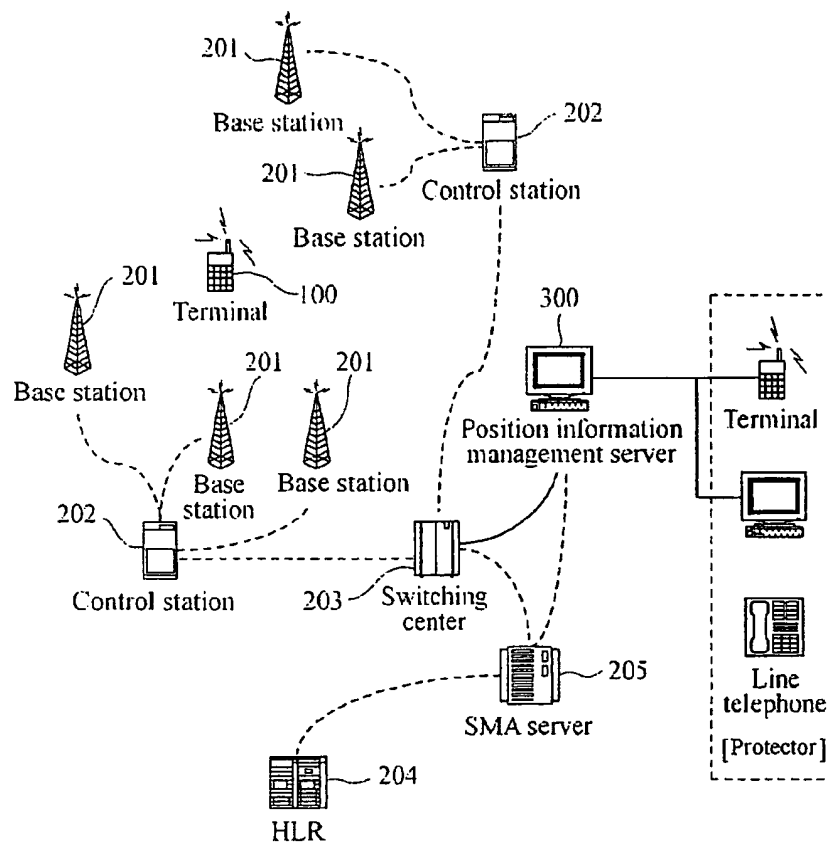 201
Base station
202
201
Control station
Base station
201
100
Terminal
300
Base station
201
201
Terminal
Position information
management server
Base
station
Base station
202
Control station
203
Switching
center
205
SMA server
Line
telephone
[Protector]
204
HLR